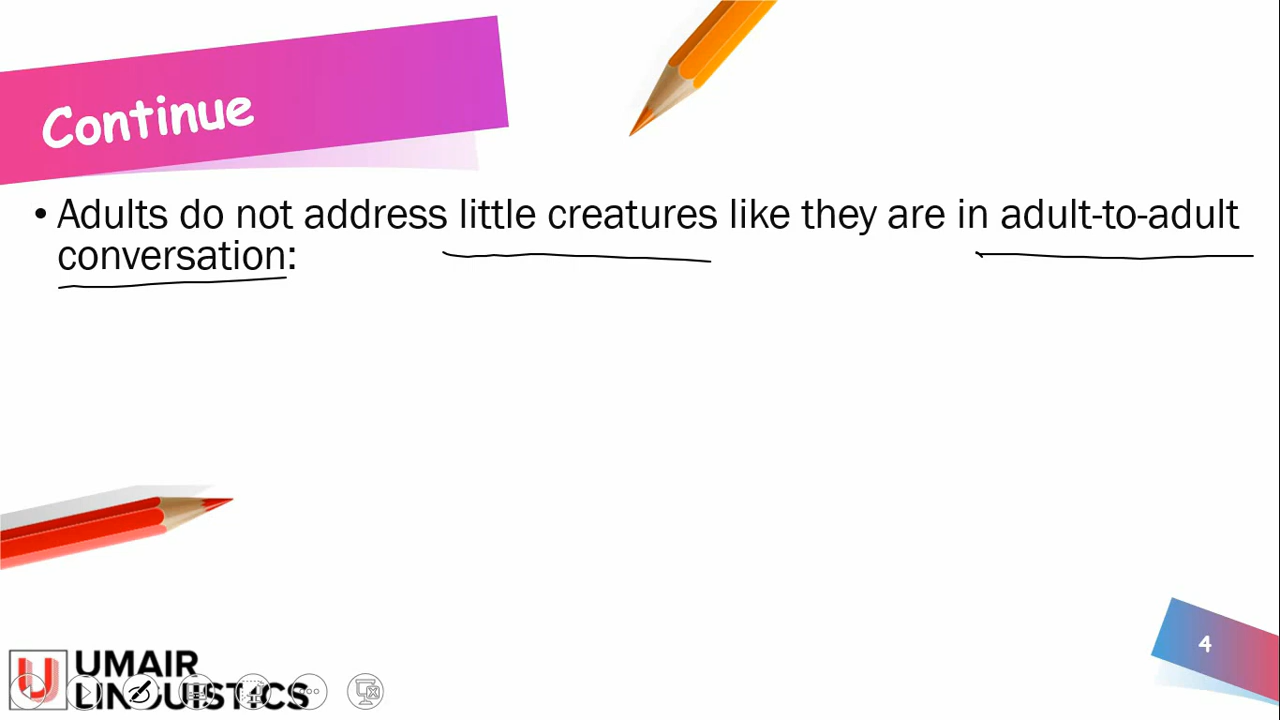 Continue
• Adults do not address little creatures like they are in adult-to-adult
conversation:
4
UMAIR
LINGUISTICS